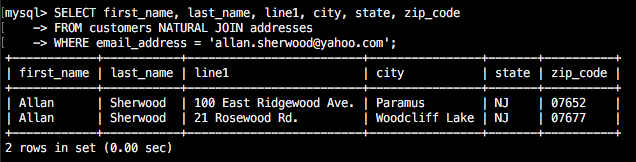 mysql> SELECT first_name, last_name, line1, city, state, zip_code
    -> FROM customers NATURAL JOIN addresses
    -> WHERE email_address = 'allan.sherwood@yahoo.com';
+------------+-----------+------------------------+----------------+-------+----------+
| first_name | last_name | line1                  | city           | state | zip_code |
+------------+-----------+------------------------+----------------+-------+----------+
| Allan      | Sherwood  | 100 East Ridgewood Ave. | Paramus        | NJ    | 07652    |
| Allan      | Sherwood  | 21 Rosewood Rd.        | Woodcliff Lake | NJ    | 07677    |
+------------+-----------+------------------------+----------------+-------+----------+
2 rows in set (0.00 sec)